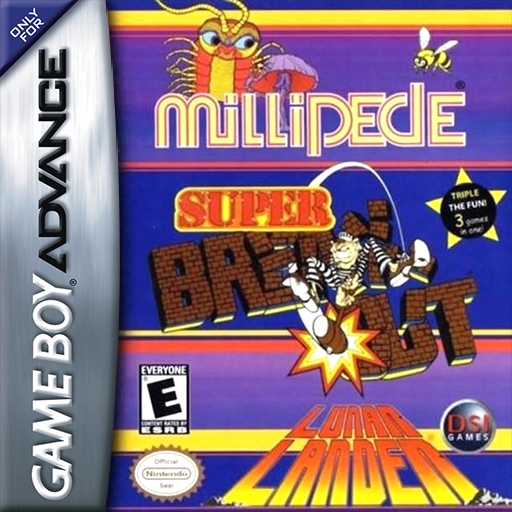 ONLY
FOR
GAME BOY ADVANCE
®
MILLIPEDE
®
SUPER
BREAKOUT
TRIPLE
THE FUN!
3 games
in one!
EVERYONE
E
CONTENT RATED BY
ESRB
Official
Nintendo
Seal
LUNAR
LANDER
®
DSI
GAMES